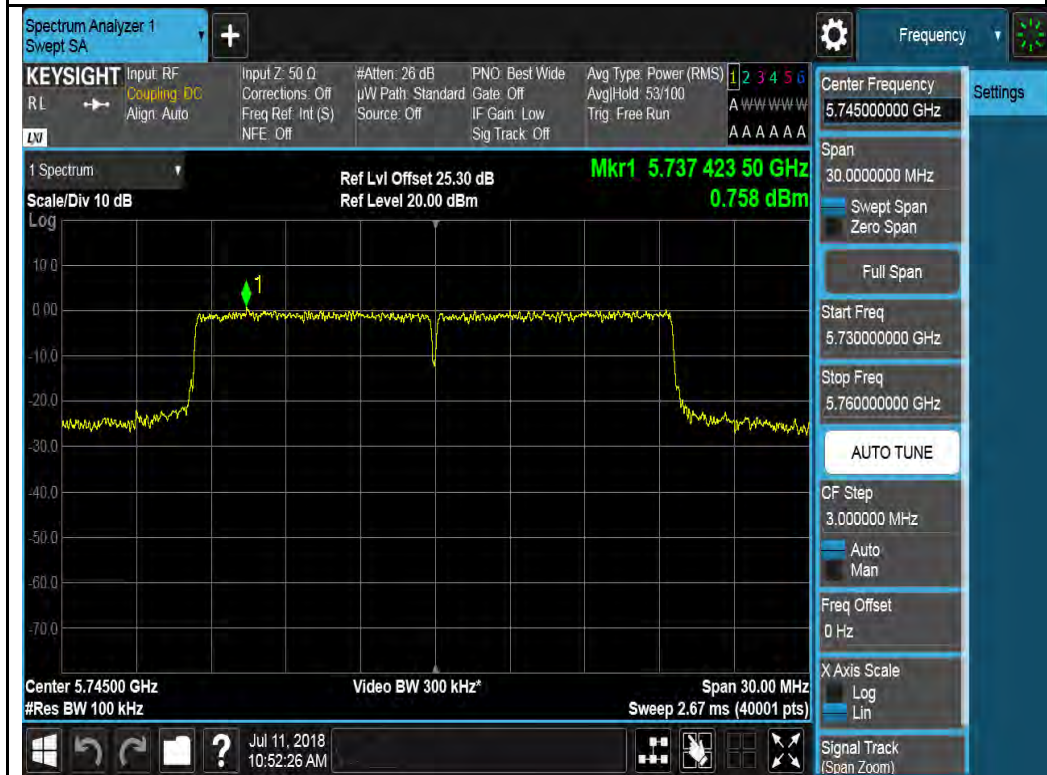 Spectrum Analyzer 1
Swept SA
+
Frequency
KEYSIGHT
RL
LXI
Input: RF
Coupling: DC
Align: Auto
Input Z: 50 Ω
Corrections: Off
Freq Ref: Int (S)
NFE: Off
#Atten: 26 dB
µW Path: Standard
Source: Off
PNO: Best Wide
Gate: Off
IF Gain: Low
Sig Track: Off
Avg Type: Power (RMS)
Avg|Hold: 53/100
Trig: Free Run
1 2 3 4 5 6
A W W W W W
A A A A A A
1 Spectrum
Scale/Div 10 dB
Ref Lvl Offset 25.30 dB
Ref Level 20.00 dBm
Mkr1 5.737 423 50 GHz
0.758 dBm
Log
10.0
0.00
-10.0
-20.0
-30.0
-40.0
-50.0
-60.0
-70.0
1
Center 5.74500 GHz
#Res BW 100 kHz
Video BW 300 kHz*
Span 30.00 MHz
Sweep 2.67 ms (40001 pts)
?
Jul 11, 2018
10:52:26 AM
Center Frequency
5.745000000 GHz
Span
30.0000000 MHz
Swept Span
Zero Span
Full Span
Start Freq
5.730000000 GHz
Stop Freq
5.760000000 GHz
AUTO TUNE
CF Step
3.000000 MHz
Auto
Man
Freq Offset
0 Hz
X Axis Scale
Log
Lin
Signal Track
(Span Zoom)
Settings